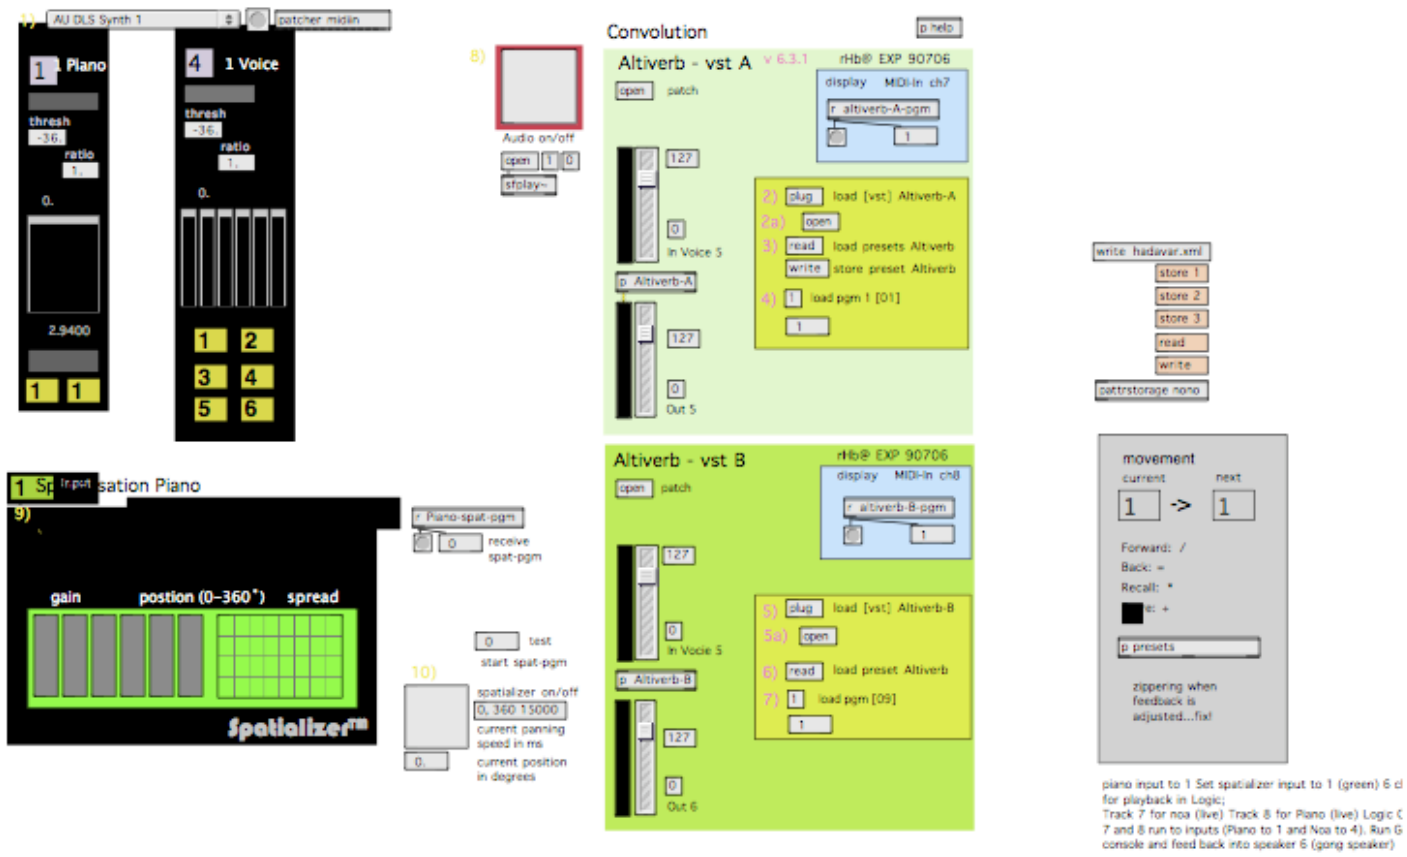 1)
AU DLS Synth 1
patcher midiin
1
1 Piano
thresh
-36.
ratio
1.
0.
2.9400
1 1
4
1 Voice
thresh
-36.
ratio
1.
0.
1 2
3 4
5 6
8)
Audio on/off
open 1 0
sfplay~
Convolution
p help
Altiverb - vst A
v 6.3.1
rHb® EXP 90706
open patch
display MIDI-In ch7
r altiverb-A-pgm
1
127
0
In Voice 5
p Altiverb-A
127
0
Out 5
2) plug load [vst] Altiverb-A
2a) open
3) read load presets Altiverb
write store preset Altiverb
4) 1 load pgm 1 [01]
1
Altiverb - vst B
rHb® EXP 90706
open patch
display MIDI-In ch8
r altiverb-B-pgm
1
127
0
In Vocie 5
p Altiverb-B
127
0
Out 6
5) plug load [vst] Altiverb-B
5a) open
6) read load preset Altiverb
7) 1 load pgm [09]
1
1 Sp
Input
sation Piano
9)
gain postion (0-360°) spread
Spatializer™
r Piano-spat-pgm
0
receive
spat-pgm
0 test
start spat-pgm
10)
spatializer on/off
0, 360 15000
current panning
speed in ms
0.
current position
in degrees
write hadavar.xml
store 1
store 2
store 3
read
write
pattrstorage nono
movement
current next
1 -> 1
Forward: /
Back: =
Recall: *
e: +
p presets
zippering when
feedback is
adjusted...fix!
piano input to 1 Set spatializer input to 1 (green) 6
for playback in Logic;
Track 7 for noa (live) Track 8 for Piano (live) Logic
7 and 8 run to inputs (Piano to 1 and Noa to 4). Run
console and feed back into speaker 6 (gong speaker)